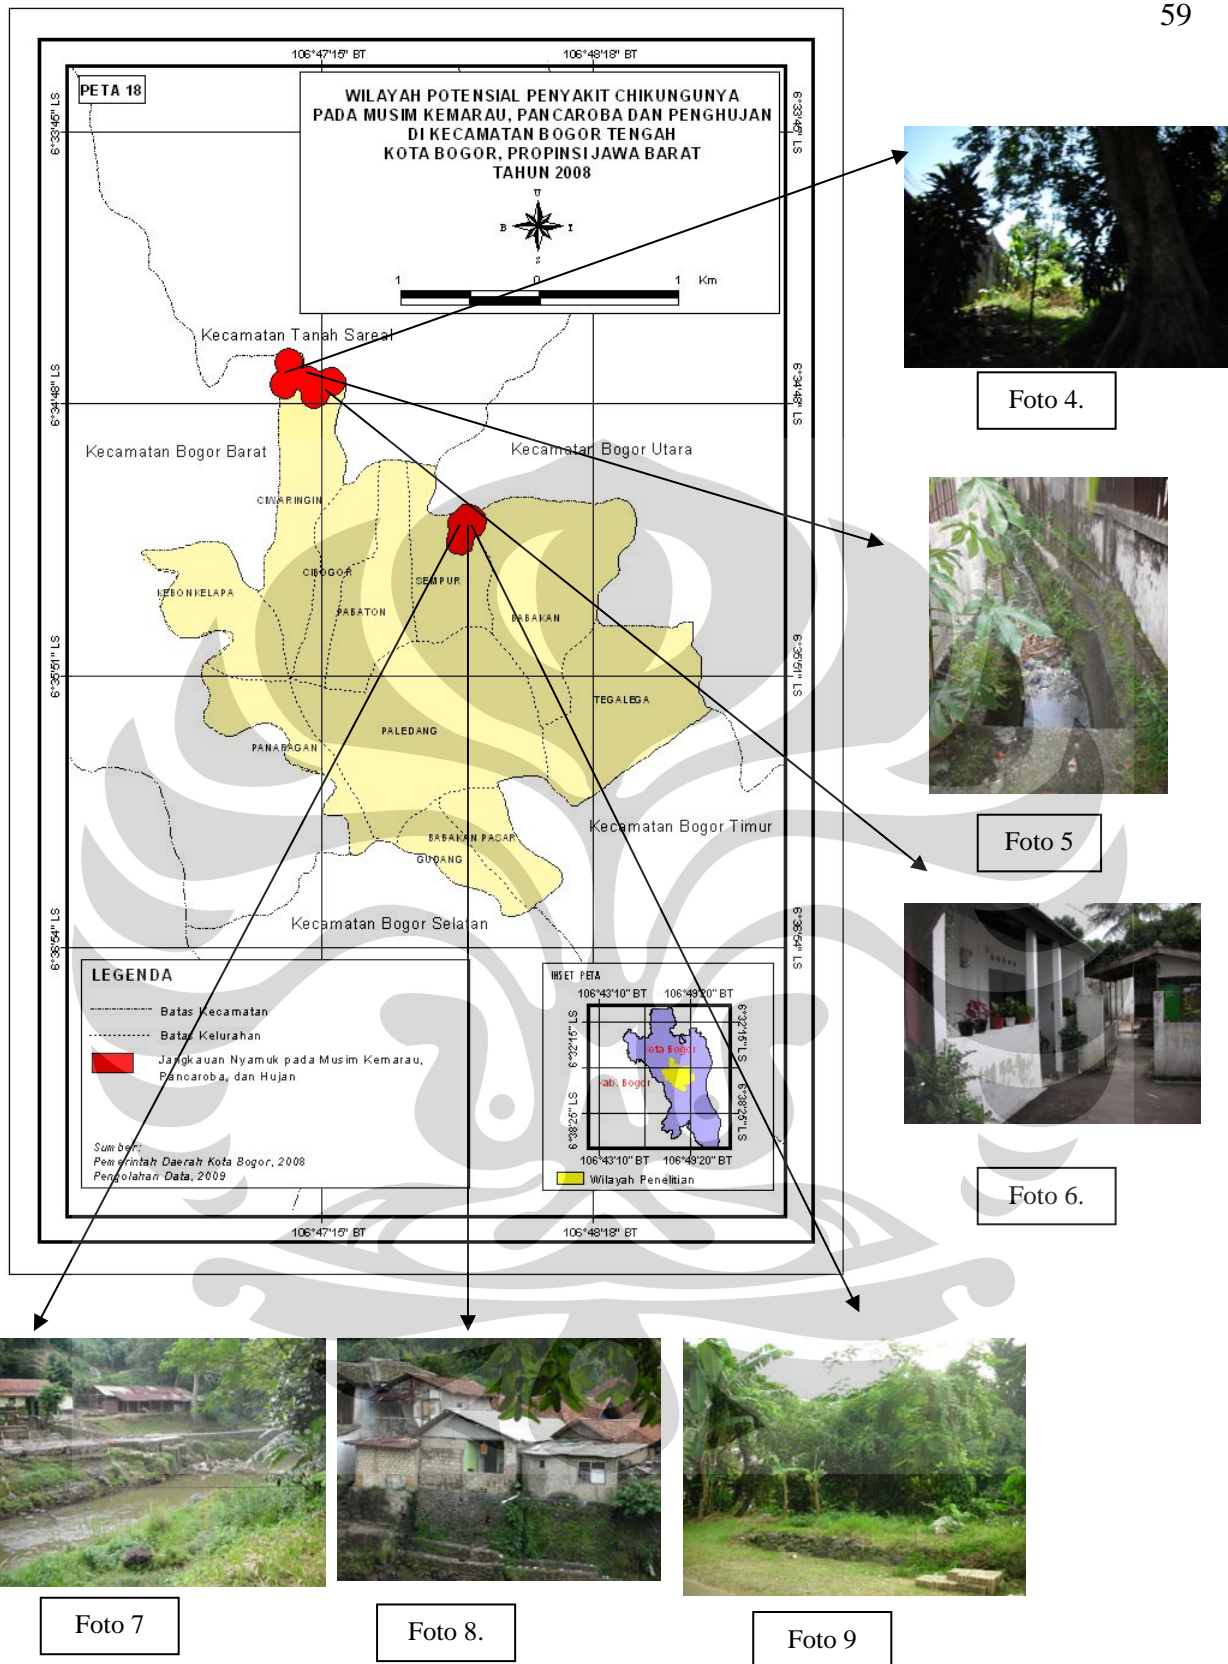 59
106°47'15" BT
106°48'18" BT
PETA 18
WILAYAH POTENSIAL PENYAKIT CHIKUNGUNYA
PADA MUSIM KEMARAU, PANCAROBA DAN PENGHUJAN
DI KECAMATAN BOGOR TENGAH
KOTA BOGOR, PROPINSI JAWA BARAT
TAHUN 2008
U
B
T
S
1 0 1 Km
6°33'45" LS
6°33'45" LS
Kecamatan Tanah Sareal
6°34'48" LS
6°34'48" LS
Foto 4.
Kecamatan Bogor Barat
Kecamatan Bogor Utara
CIWARINGIN
CIBOGOR
SEMPUR
KEBONKELAPA
PABATON
BABAKAN
6°35'51" LS
6°35'51" LS
TEGALEGA
PALEDANG
PANARAGAN
Kecamatan Bogor Timur
BABAKAN PASAR
GUDANG
Foto 5
Kecamatan Bogor Selatan
6°36'54" LS
6°36'54" LS
LEGENDA
Batas Kecamatan
Batas Kelurahan
Jangkauan Nyamuk pada Musim Kemarau,
Pancaroba, dan Hujan
Sumber:
Pemerintah Daerah Kota Bogor, 2008
Pengolahan Data, 2009
INSET PETA
106°43'10" BT
106°49'20" BT
6°32'15" LS
6°32'15" LS
Kota Bogor
Kab. Bogor
6°38'25" LS
6°38'25" LS
106°43'10" BT
106°49'20" BT
Wilayah Penelitian
Foto 6.
106°47'15" BT
106°48'18" BT
Foto 7
Foto 8.
Foto 9